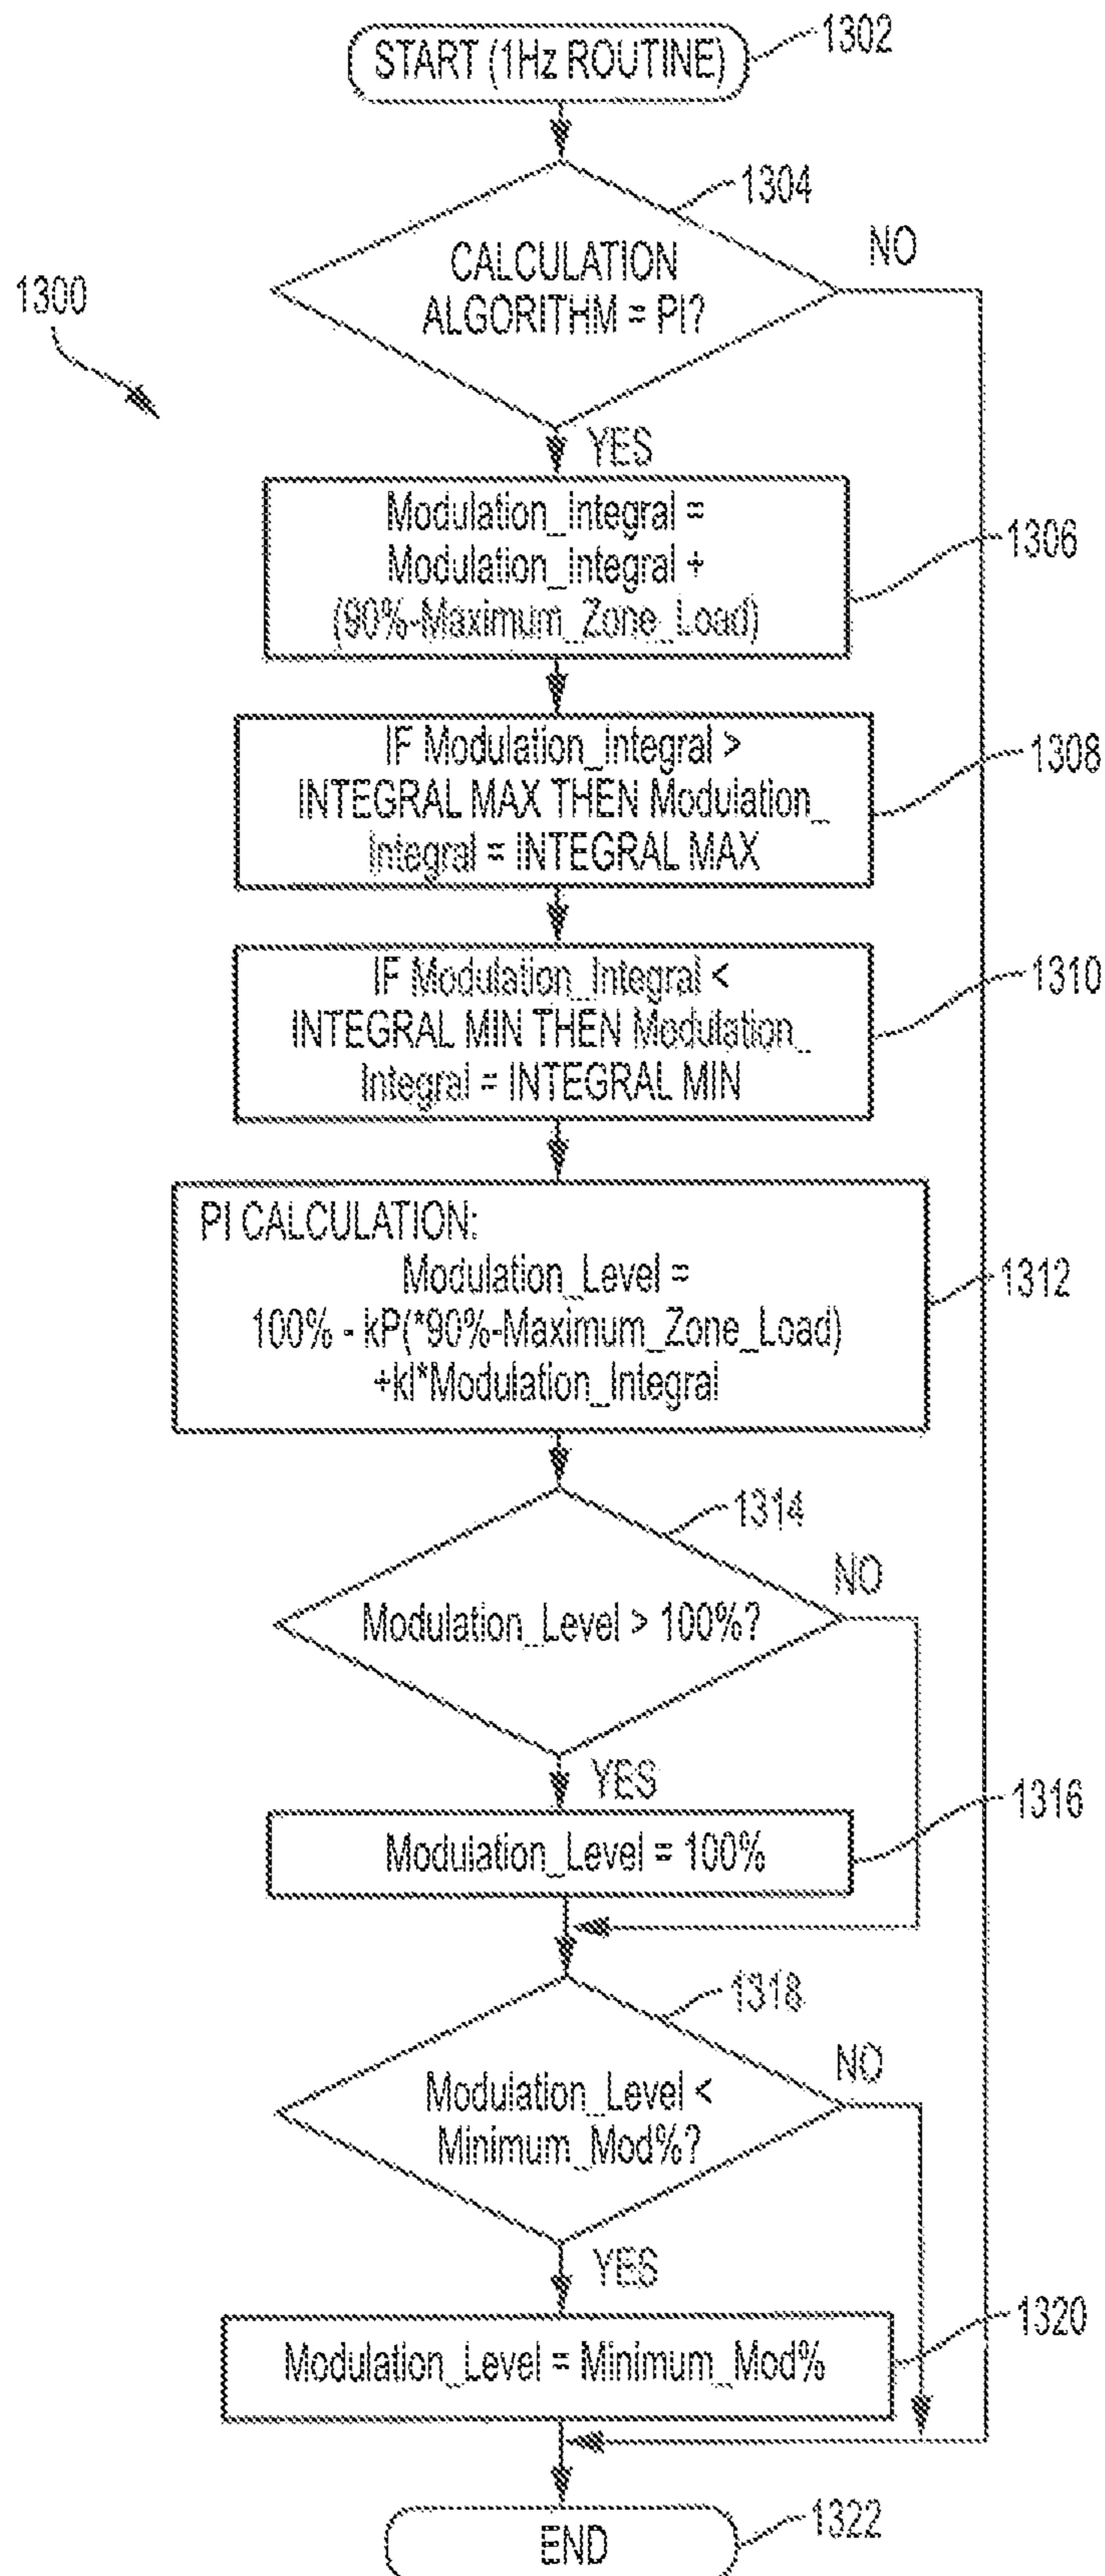 START (1Hz ROUTINE)
1302
1304
CALCULATION
ALGORITHM = PI?
NO
1300
YES
Modulation_Integral =
Modulation_Integral +
(90%-Maximum_Zone_Load)
1306
IF Modulation_Integral >
INTEGRAL MAX THEN Modulation_
Integral = INTEGRAL MAX
1308
IF Modulation_Integral <
INTEGRAL MIN THEN Modulation_
Integral = INTEGRAL MIN
1310
PI CALCULATION:
Modulation_Level =
100% - kP(*90%-Maximum_Zone_Load)
+kI*Modulation_Integral
1312
1314
NO
Modulation_Level > 100%?
YES
Modulation_Level = 100%
1316
1318
NO
Modulation_Level <
Minimum_Mod%?
YES
Modulation_Level = Minimum_Mod%
1320
END
1322